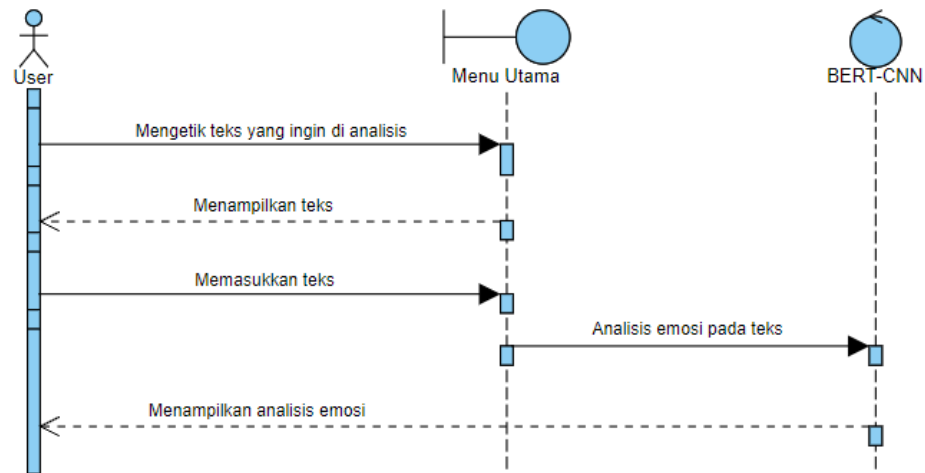 User
Menu Utama
BERT-CNN
Mengetik teks yang ingin di analisis
Menampilkan teks
Memasukkan teks
Analisis emosi pada teks
Menampilkan analisis emosi